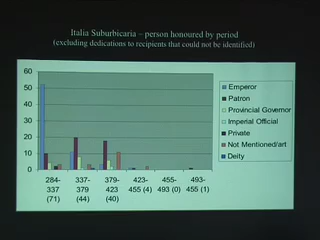 Italia Suburbicaria – person honoured by period
(excluding dedications to recipients that could not be identified)
60
50
40
30
20
10
0
284-337 (71)
337-379 (44)
379-423 (40)
423-455 (4)
455-493 (0)
493-455 (1)
Emperor
Patron
Provincial Governor
Imperial Official
Private
Not Mentioned/art
Deity